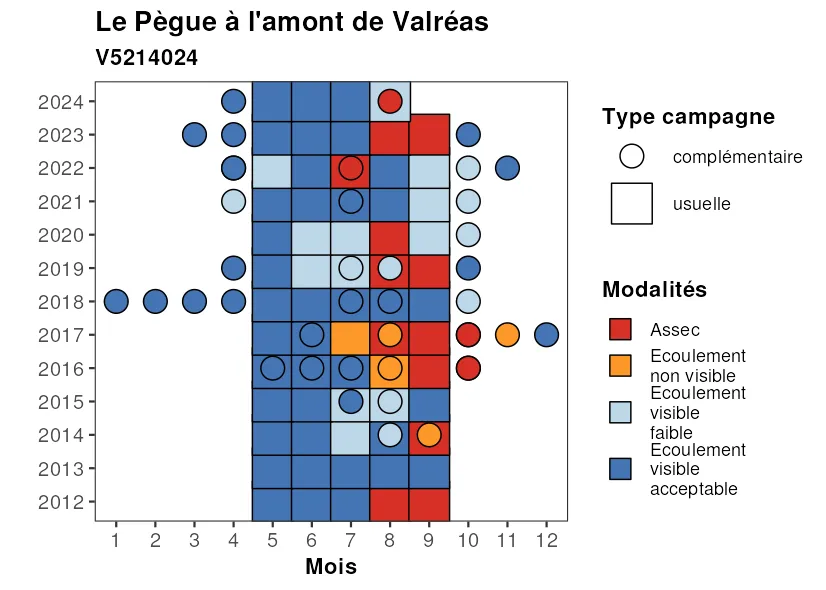 Le Pègue à l'amont de Valréas
V5214024
2024
2023
2022
2021
2020
2019
2018
2017
2016
2015
2014
2013
2012
1 2 3 4 5 6 7 8 9 10 11 12
Mois
Type campagne
complémentaire
usuelle
Modalités
Assec
Ecoulement
non visible
Ecoulement
visible
faible
Ecoulement
visible
acceptable